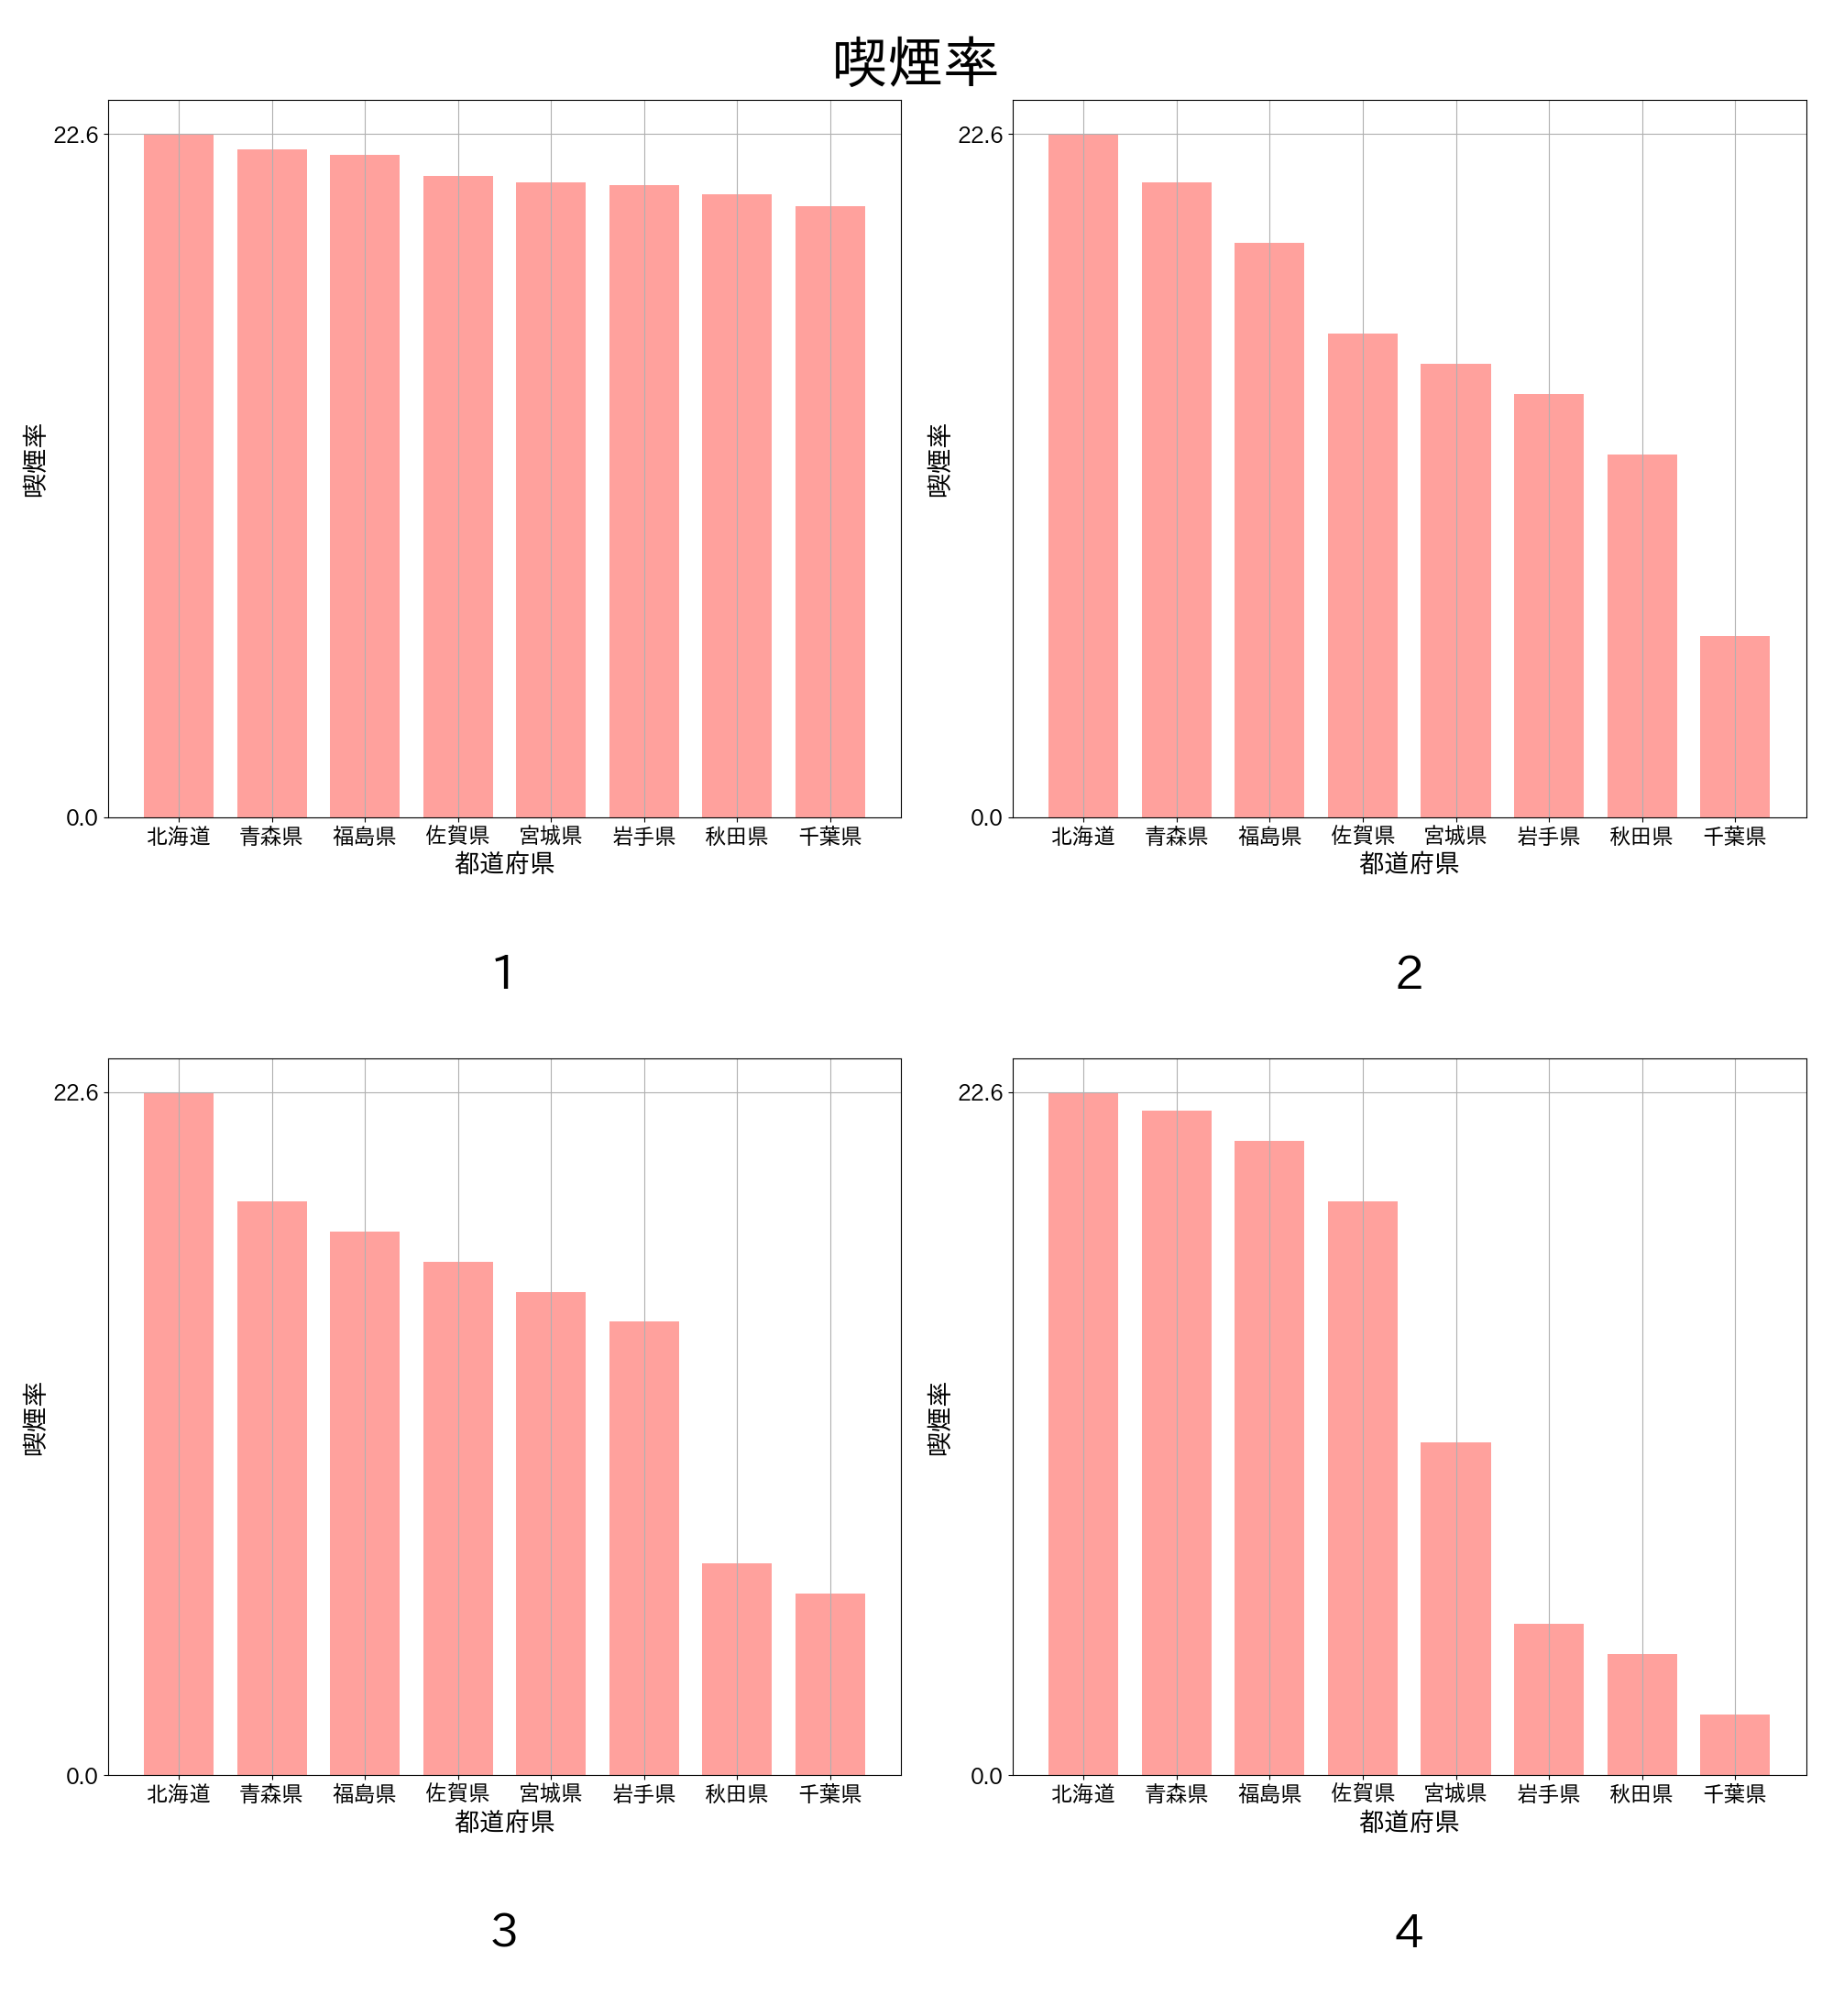 喫煙率
22.6
0.0
喫煙率
北海道 青森県 福島県 佐賀県 宮城県 岩手県 秋田県 千葉県
都道府県
1
22.6
0.0
喫煙率
北海道 青森県 福島県 佐賀県 宮城県 岩手県 秋田県 千葉県
都道府県
2
22.6
0.0
喫煙率
北海道 青森県 福島県 佐賀県 宮城県 岩手県 秋田県 千葉県
都道府県
3
22.6
0.0
喫煙率
北海道 青森県 福島県 佐賀県 宮城県 岩手県 秋田県 千葉県
都道府県
4